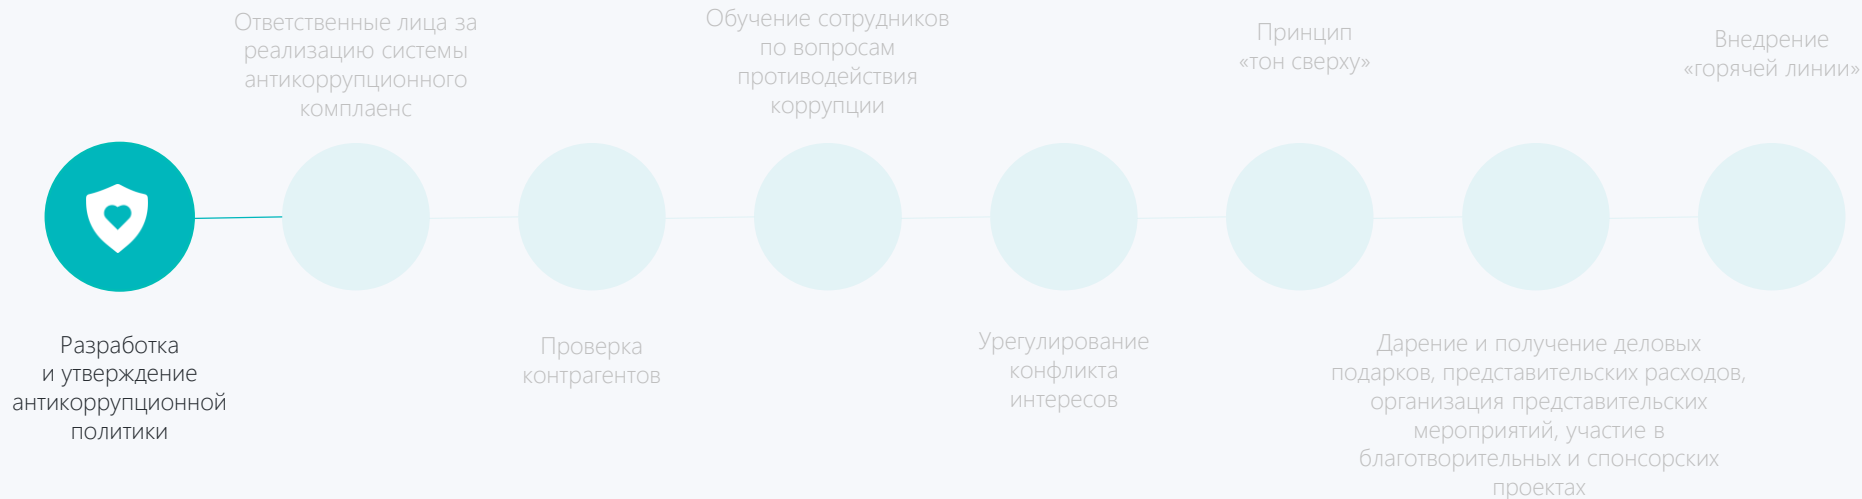 Разработка
и утверждение
антикоррупционной
политики
Ответственные лица за
реализацию системы
антикоррупционного
комплаенс
Проверка
контрагентов
Обучение сотрудников
по вопросам
противодействия
коррупции
Урегулирование
конфликта
интересов
Принцип
«тон сверху»
Дарение и получение деловых
подарков, представительских расходов,
организация представительских
мероприятий, участие в
благотворительных и спонсорских
проектах
Внедрение
«горячей линии»